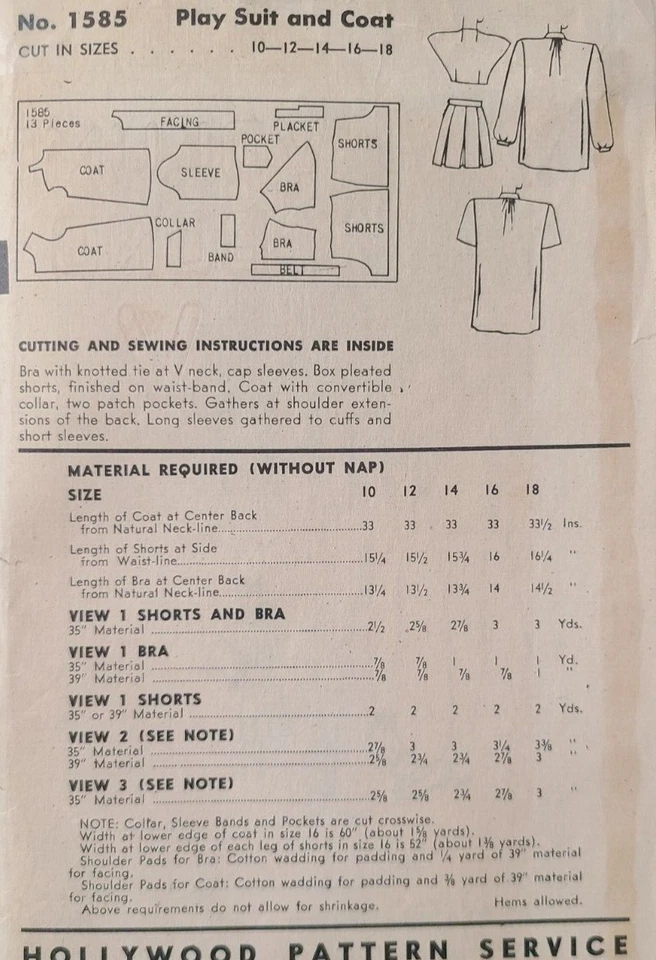 No. 1585 Play Suit and Coat
CUT IN SIZES . . . . . . 10—12—14—16—18
1585
13 Pieces
FACING
PLACKET
POCKET
SHORTS
COAT
SLEEVE
BRA
COLLAR
SHORTS
COAT
BAND
BRA
BELT
CUTTING AND SEWING INSTRUCTIONS ARE INSIDE
Bra with knotted tie at V neck, cap sleeves. Box pleated
shorts, finished on waist-band. Coat with convertible
collar, two patch pockets. Gathers at shoulder exten-
sions of the back. Long sleeves gathered to cuffs and
short sleeves.
MATERIAL REQUIRED (WITHOUT NAP)
SIZE 10 12 14 16 18
Length of Coat at Center Back
from Natural Neck-line 33 33 33 33 33½ Ins.
Length of Shorts at Side
from Waist-line 15¼ 15½ 15¾ 16 16¼ "
Length of Bra at Center Back
from Natural Neck-line 13¼ 13½ 13¾ 14 14½ "
VIEW 1 SHORTS AND BRA
35" Material 2½ 2⅝ 2⅞ 3 3 Yds.
VIEW 1 BRA
35" Material ⅞ ⅞ 1 1 1 Yd.
39" Material ⅞ ⅞ ⅞ ⅞ 1 "
VIEW 1 SHORTS
35" or 39" Material 2 2 2 2 2 Yds.
VIEW 2 (SEE NOTE)
35" Material 2⅞ 3 3 3¼ 3⅜ "
39" Material 2⅝ 2¾ 2¾ 2⅞ 3 "
VIEW 3 (SEE NOTE)
35" Material 2⅝ 2⅝ 2¾ 2⅞ 3 "
NOTE: Collar, Sleeve Bands and Pockets are cut crosswise.
Width at lower edge of coat in size 16 is 60" (about 1⅝ yards).
Width at lower edge of each leg of shorts in size 16 is 52" (about 1⅜ yards).
Shoulder Pads for Bra: Cotton wadding for padding and ¼ yard of 39" material
for facing.
Shoulder Pads for Coat: Cotton wadding for padding and ⅜ yard of 39" material
for facing.
Above requirements do not allow for shrinkage. Hems allowed.
HOLLYWOOD PATTERN SERVICE